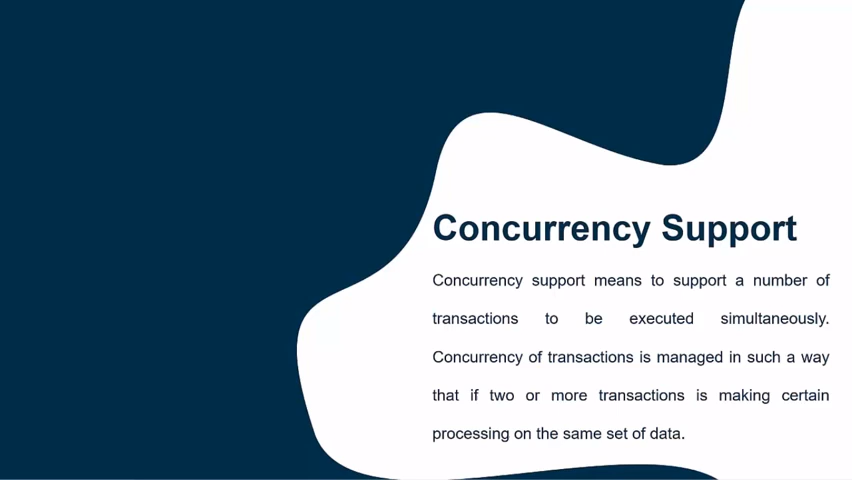 Concurrency Support
Concurrency support means to support a number of
transactions to be executed simultaneously.
Concurrency of transactions is managed in such a way
that if two or more transactions is making certain
processing on the same set of data.